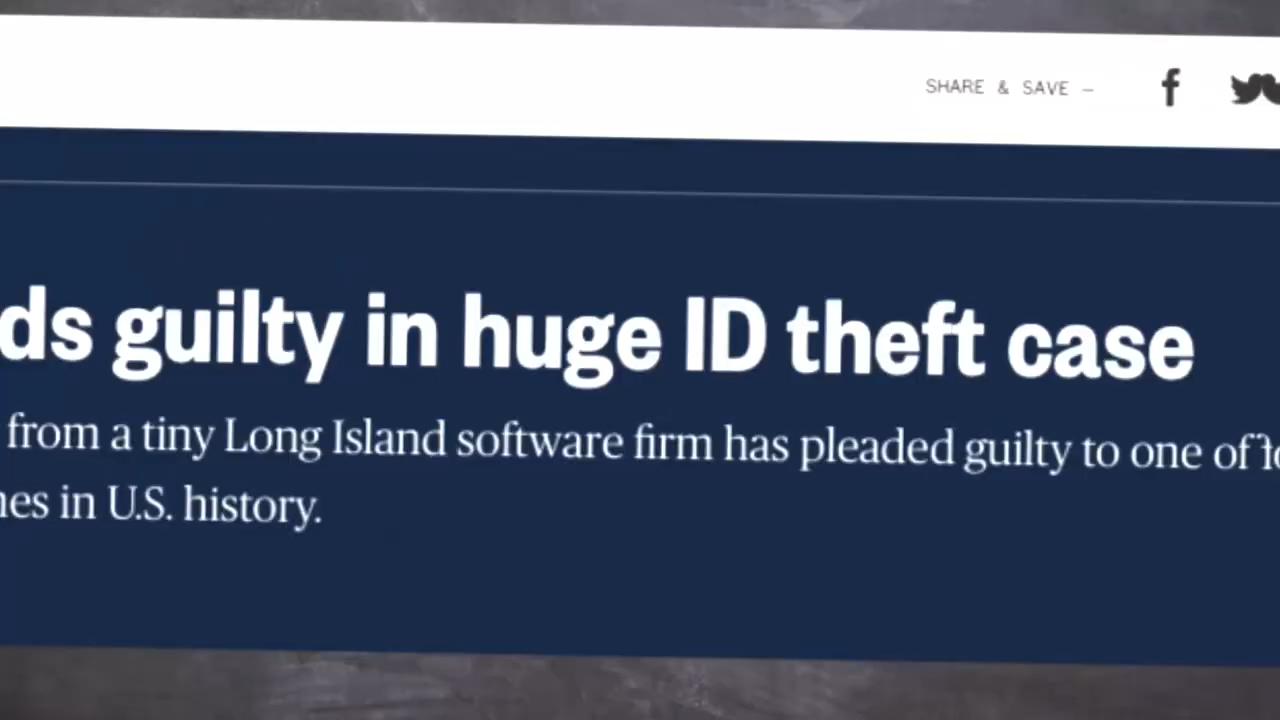 SHARE & SAVE —
ds guilty in huge ID theft case
from a tiny Long Island software firm has pleaded guilty to one of
nes in U.S. history.